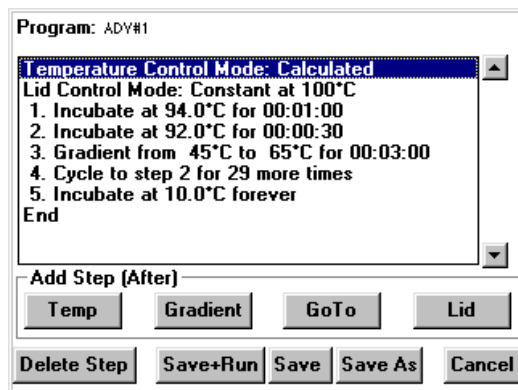 Program: ADV#1
Temperature Control Mode: Calculated
Lid Control Mode: Constant at 100°C
1. Incubate at 94.0°C for 00:01:00
2. Incubate at 92.0°C for 00:00:30
3. Gradient from 45°C to 65°C for 00:03:00
4. Cycle to step 2 for 29 more times
5. Incubate at 10.0°C forever
End
Add Step (After)
Temp Gradient GoTo Lid
Delete Step Save+Run Save Save As Cancel